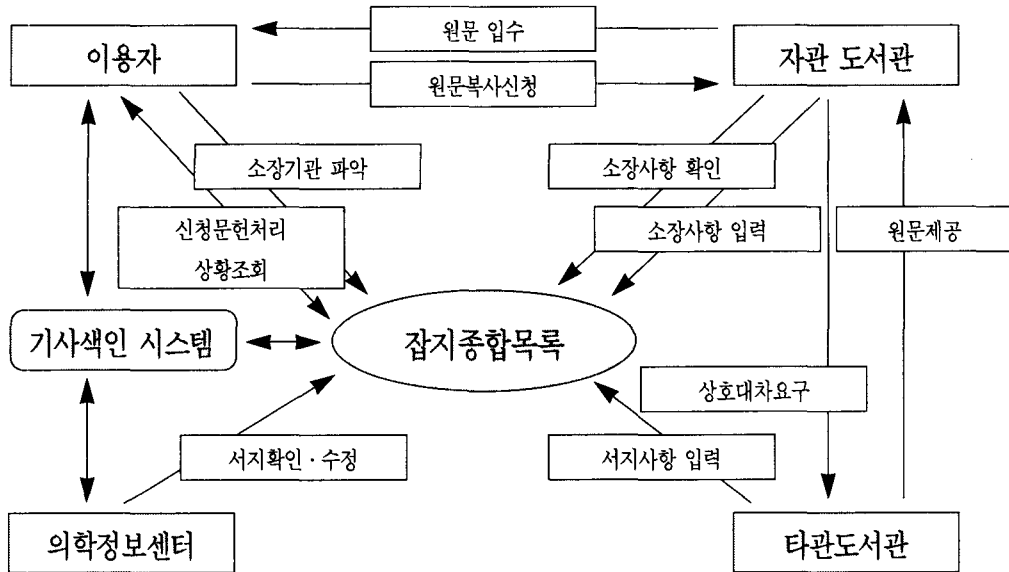 원문 입수
이용자
자관 도서관
원문복사신청
소장기관 파악
소장사항 확인
신청문헌처리
상황조회
소장사항 입력
원문제공
기사색인 시스템
잡지종합목록
상호대차요구
서지확인 · 수정
서지사항 입력
의학정보센터
타관도서관